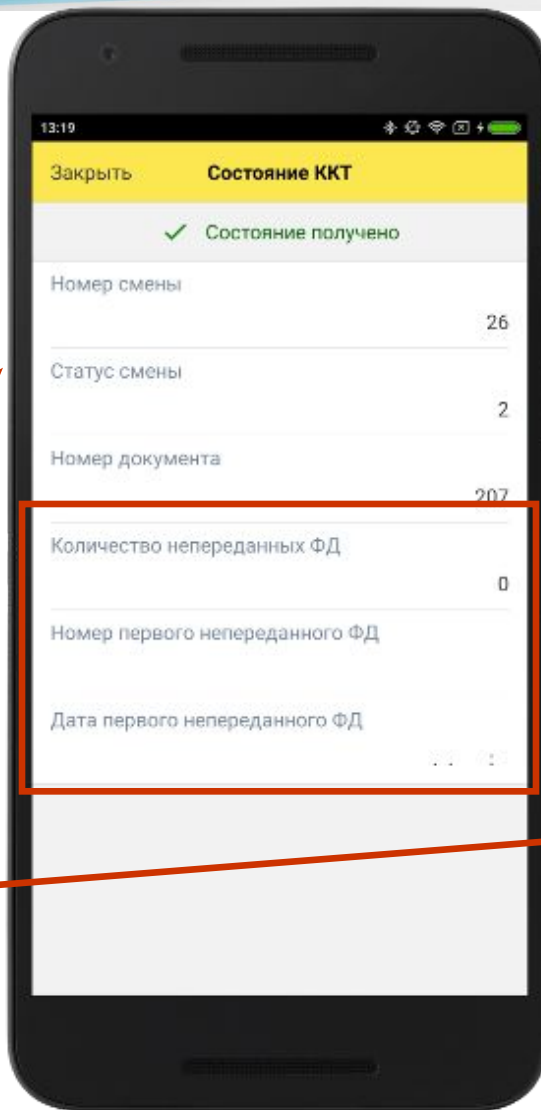 13:19
Закрыть Состояние ККТ
Состояние получено
Номер смены
26
Статус смены
2
Номер документа
207
Количество непереданных ФД
0
Номер первого непереданного ФД
Дата первого непереданного ФД
. . :